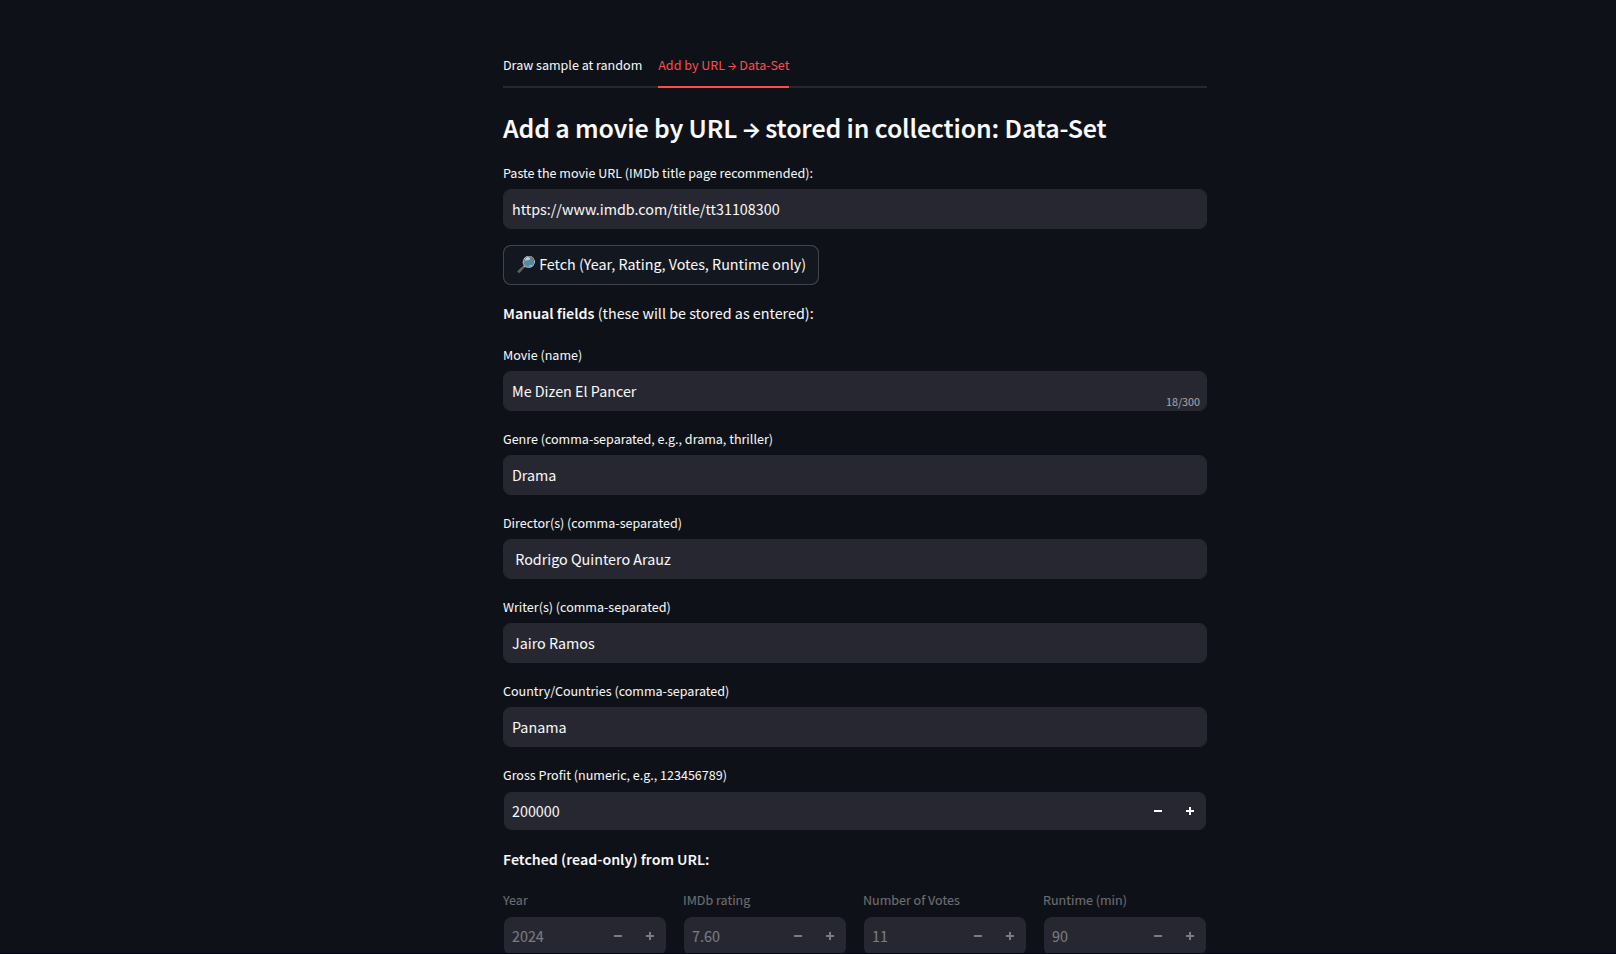 Draw sample at random Add by URL → Data-Set
Add a movie by URL → stored in collection: Data-Set
Paste the movie URL (IMDb title page recommended):
https://www.imdb.com/title/tt31108300
🔎 Fetch (Year, Rating, Votes, Runtime only)
Manual fields (these will be stored as entered):
Movie (name)
Me Dizen El Pancer
18/300
Genre (comma-separated, e.g., drama, thriller)
Drama
Director(s) (comma-separated)
Rodrigo Quintero Arauz
Writer(s) (comma-separated)
Jairo Ramos
Country/Countries (comma-separated)
Panama
Gross Profit (numeric, e.g., 123456789)
200000 − +
Fetched (read-only) from URL:
Year IMDb rating Number of Votes Runtime (min)
2024 − + 7.60 − + 11 − + 90 − +